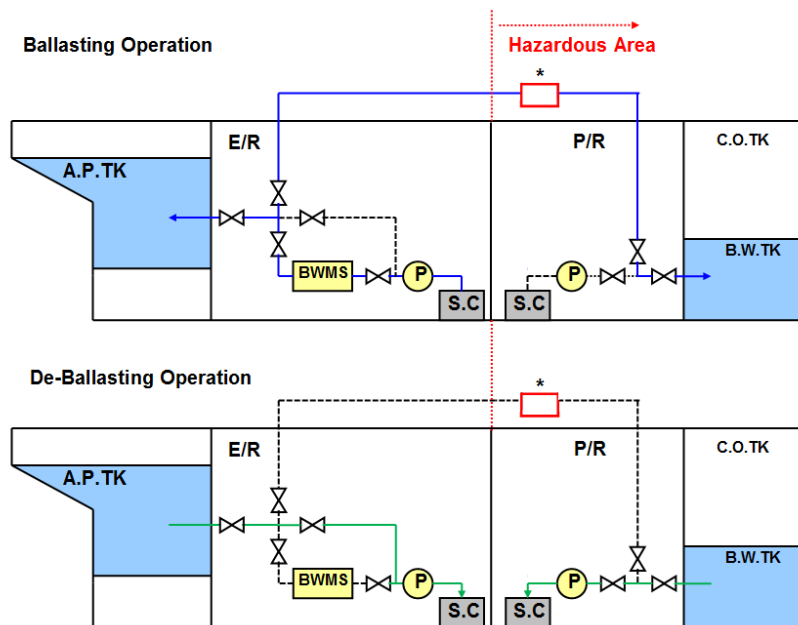 Ballasting Operation
Hazardous Area
*
E/R
P/R
C.O.TK
A.P.TK
B.W.TK
BWMS
P
P
S.C
S.C
De-Ballasting Operation
*
E/R
P/R
C.O.TK
A.P.TK
B.W.TK
BWMS
P
P
S.C
S.C